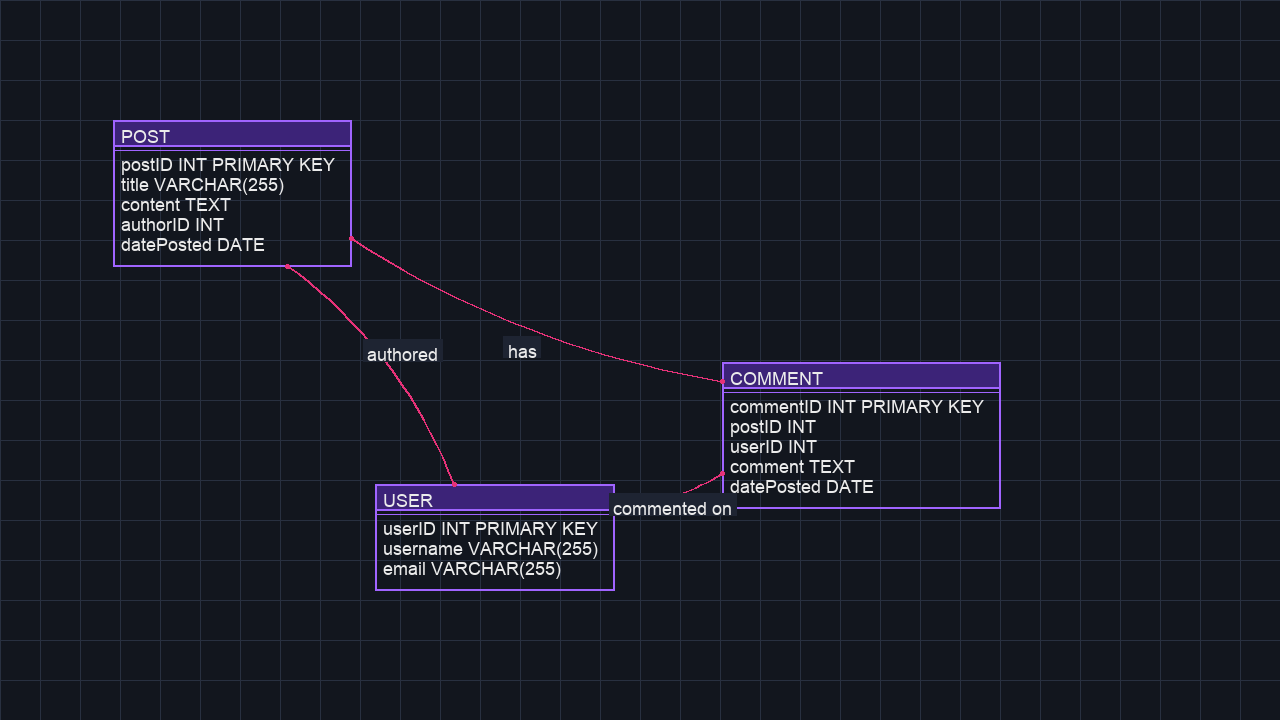 POST
postID INT PRIMARY KEY
title VARCHAR(255)
content TEXT
authorID INT
datePosted DATE
authored
has
COMMENT
commentID INT PRIMARY KEY
postID INT
userID INT
comment TEXT
datePosted DATE
commented on
USER
userID INT PRIMARY KEY
username VARCHAR(255)
email VARCHAR(255)